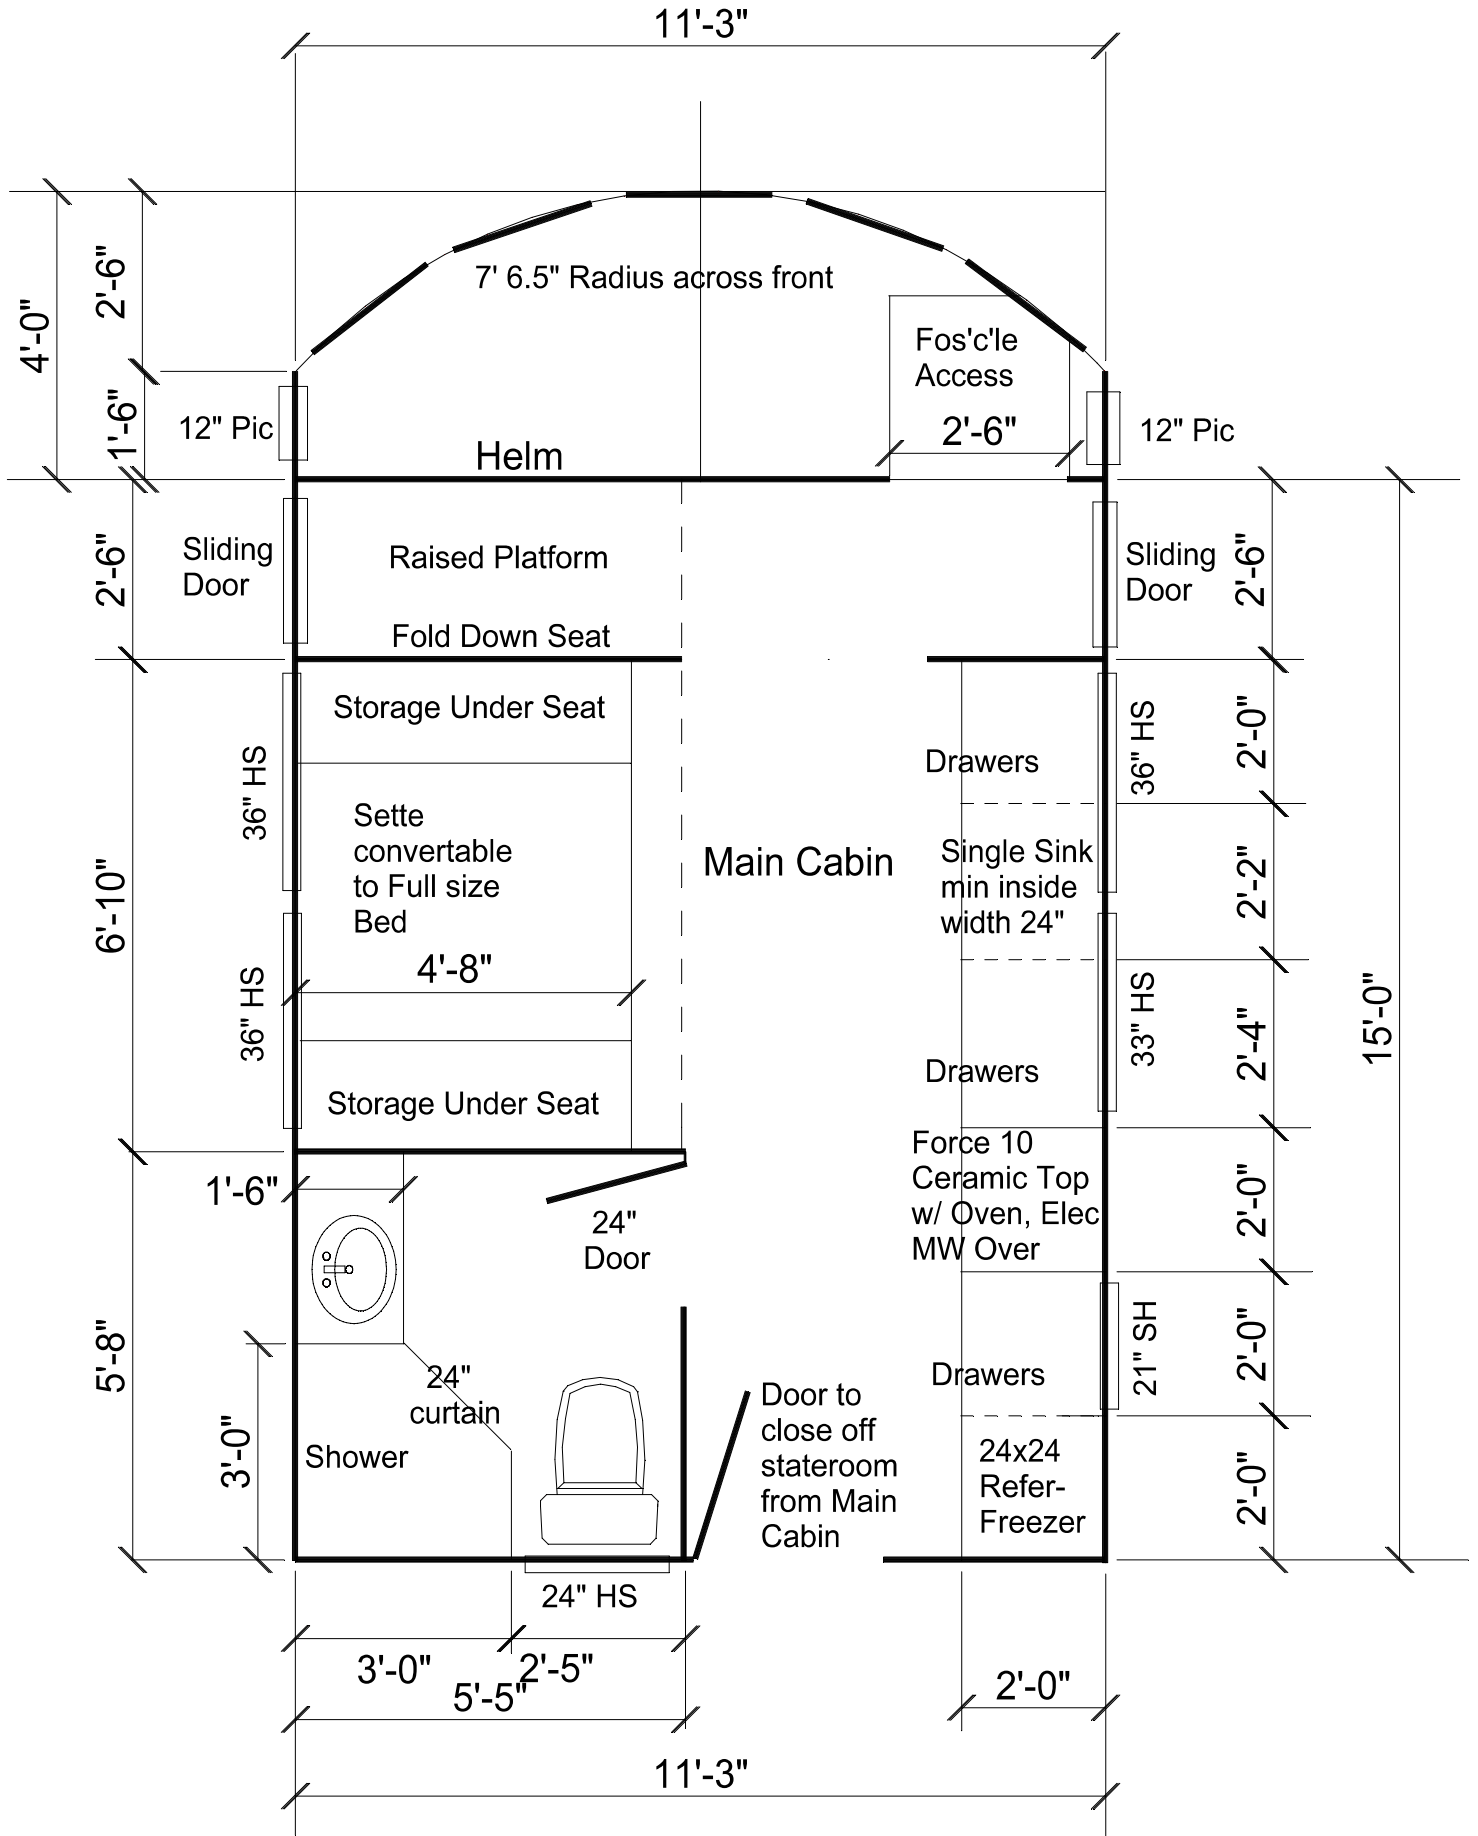 11'-3"
7' 6.5" Radius across front
2'-6"
4'-0"
Fos'c'le
Access
1'-6"
12" Pic
2'-6"
12" Pic
Helm
Sliding
Door
2'-6"
Raised Platform
Sliding
Door
2'-6"
Fold Down Seat
Storage Under Seat
36" HS
36" HS
2'-0"
Drawers
Sette
convertable
to Full size
Bed
Main Cabin
Single Sink
min inside
width 24"
2'-2"
6'-10"
4'-8"
36" HS
33" HS
2'-4"
15'-0"
Drawers
Storage Under Seat
Force 10
Ceramic Top
w/ Oven, Elec
MW Over
2'-0"
1'-6"
24"
Door
5'-8"
21" SH
2'-0"
24"
curtain
Drawers
Door to
close off
stateroom
from Main
Cabin
3'-0"
Shower
24x24
Refer-
Freezer
2'-0"
24" HS
3'-0"
2'-5"
5'-5"
2'-0"
11'-3"